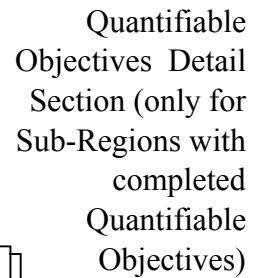 Quantifiable
Objectives Detail
Section (only for
Sub-Regions with
completed
Quantifiable
Objectives)